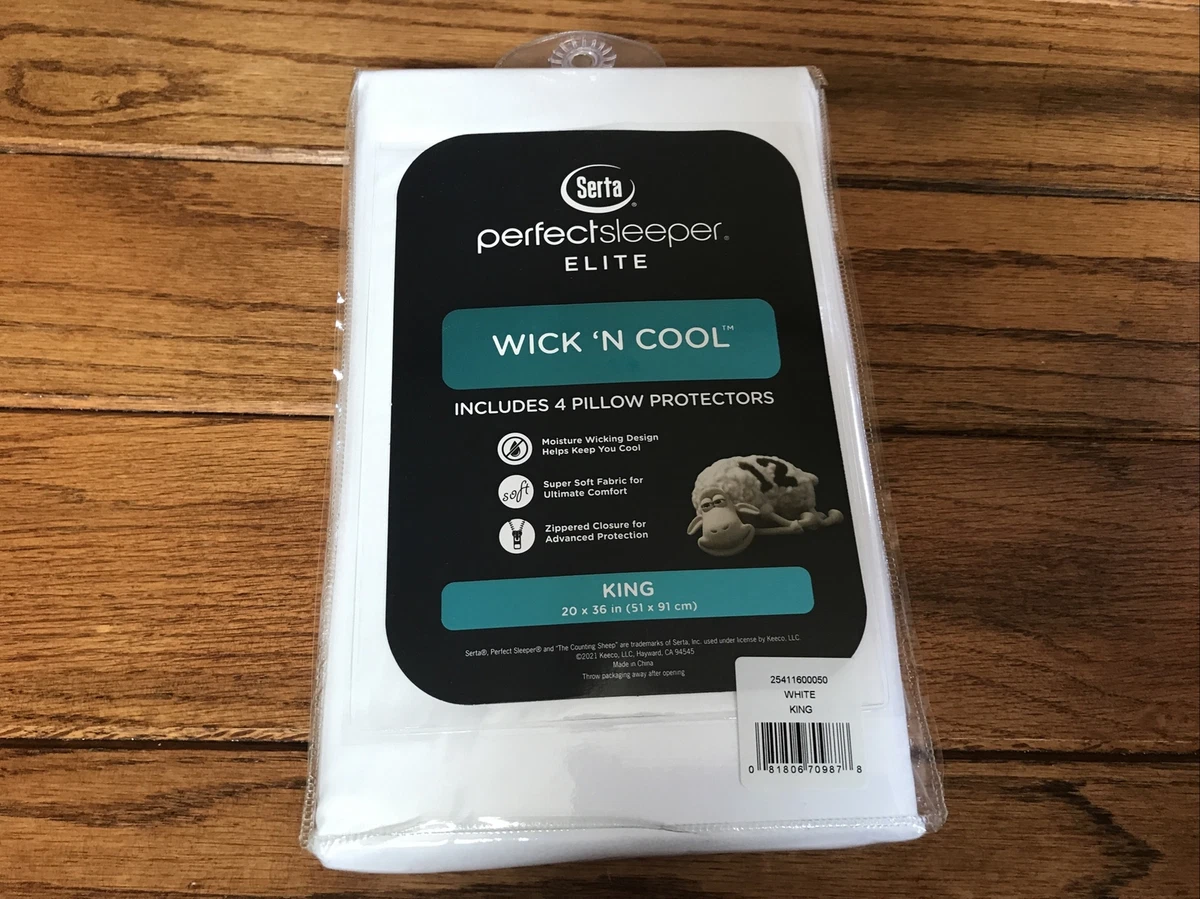 Serta®
perfectsleeper®
ELITE
WICK ‘N COOL™
INCLUDES 4 PILLOW PROTECTORS
Moisture Wicking Design
Helps Keep You Cool
soft
Super Soft Fabric for
Ultimate Comfort
Zippered Closure for
Advanced Protection
KING
20 x 36 in (51 x 91 cm)
Serta®, Perfect Sleeper® and "The Counting Sheep" are trademarks of Serta, Inc. used under license by Keeco, LLC
©2021 Keeco, LLC, Hayward, CA 94545
Made in China
Throw packaging away after opening
25411600050
WHITE
KING
0 81806 70987 8